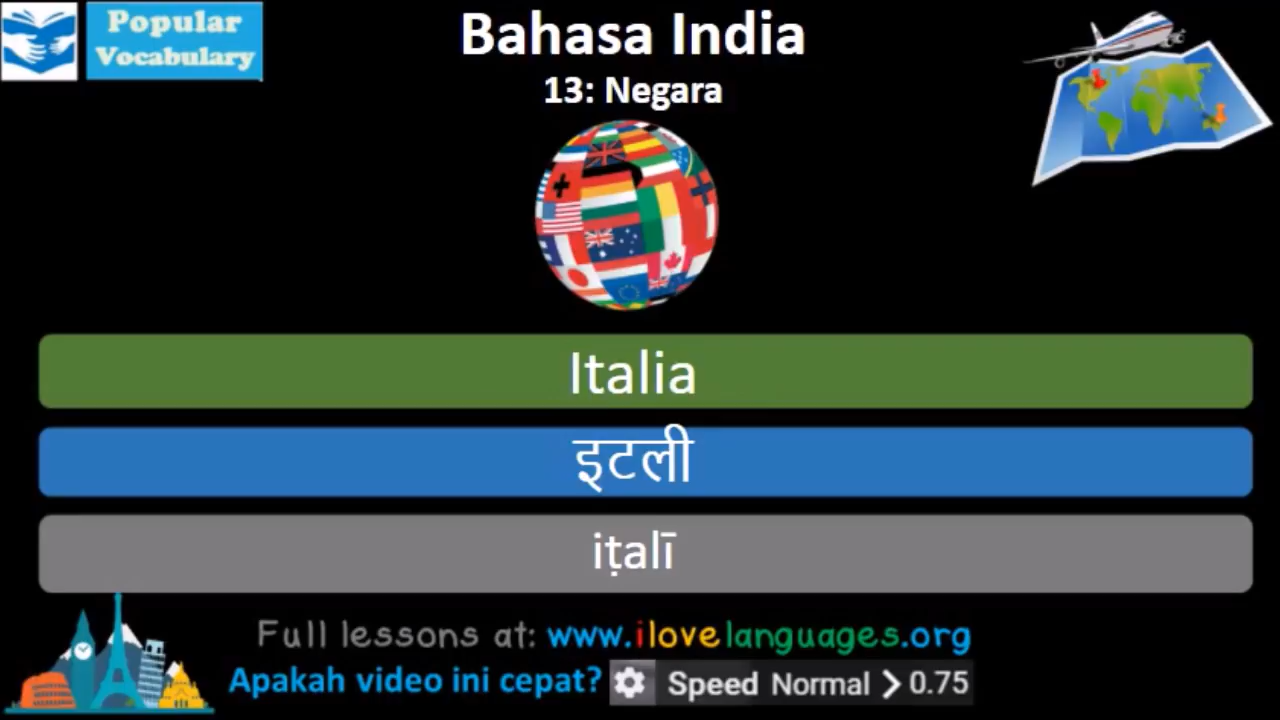 Popular
Vocabulary
Bahasa India
13: Negara
Italia
इटली
iṭalī
Full lessons at: www.ilovelanguages.org
Apakah video ini cepat? Speed Normal > 0.75